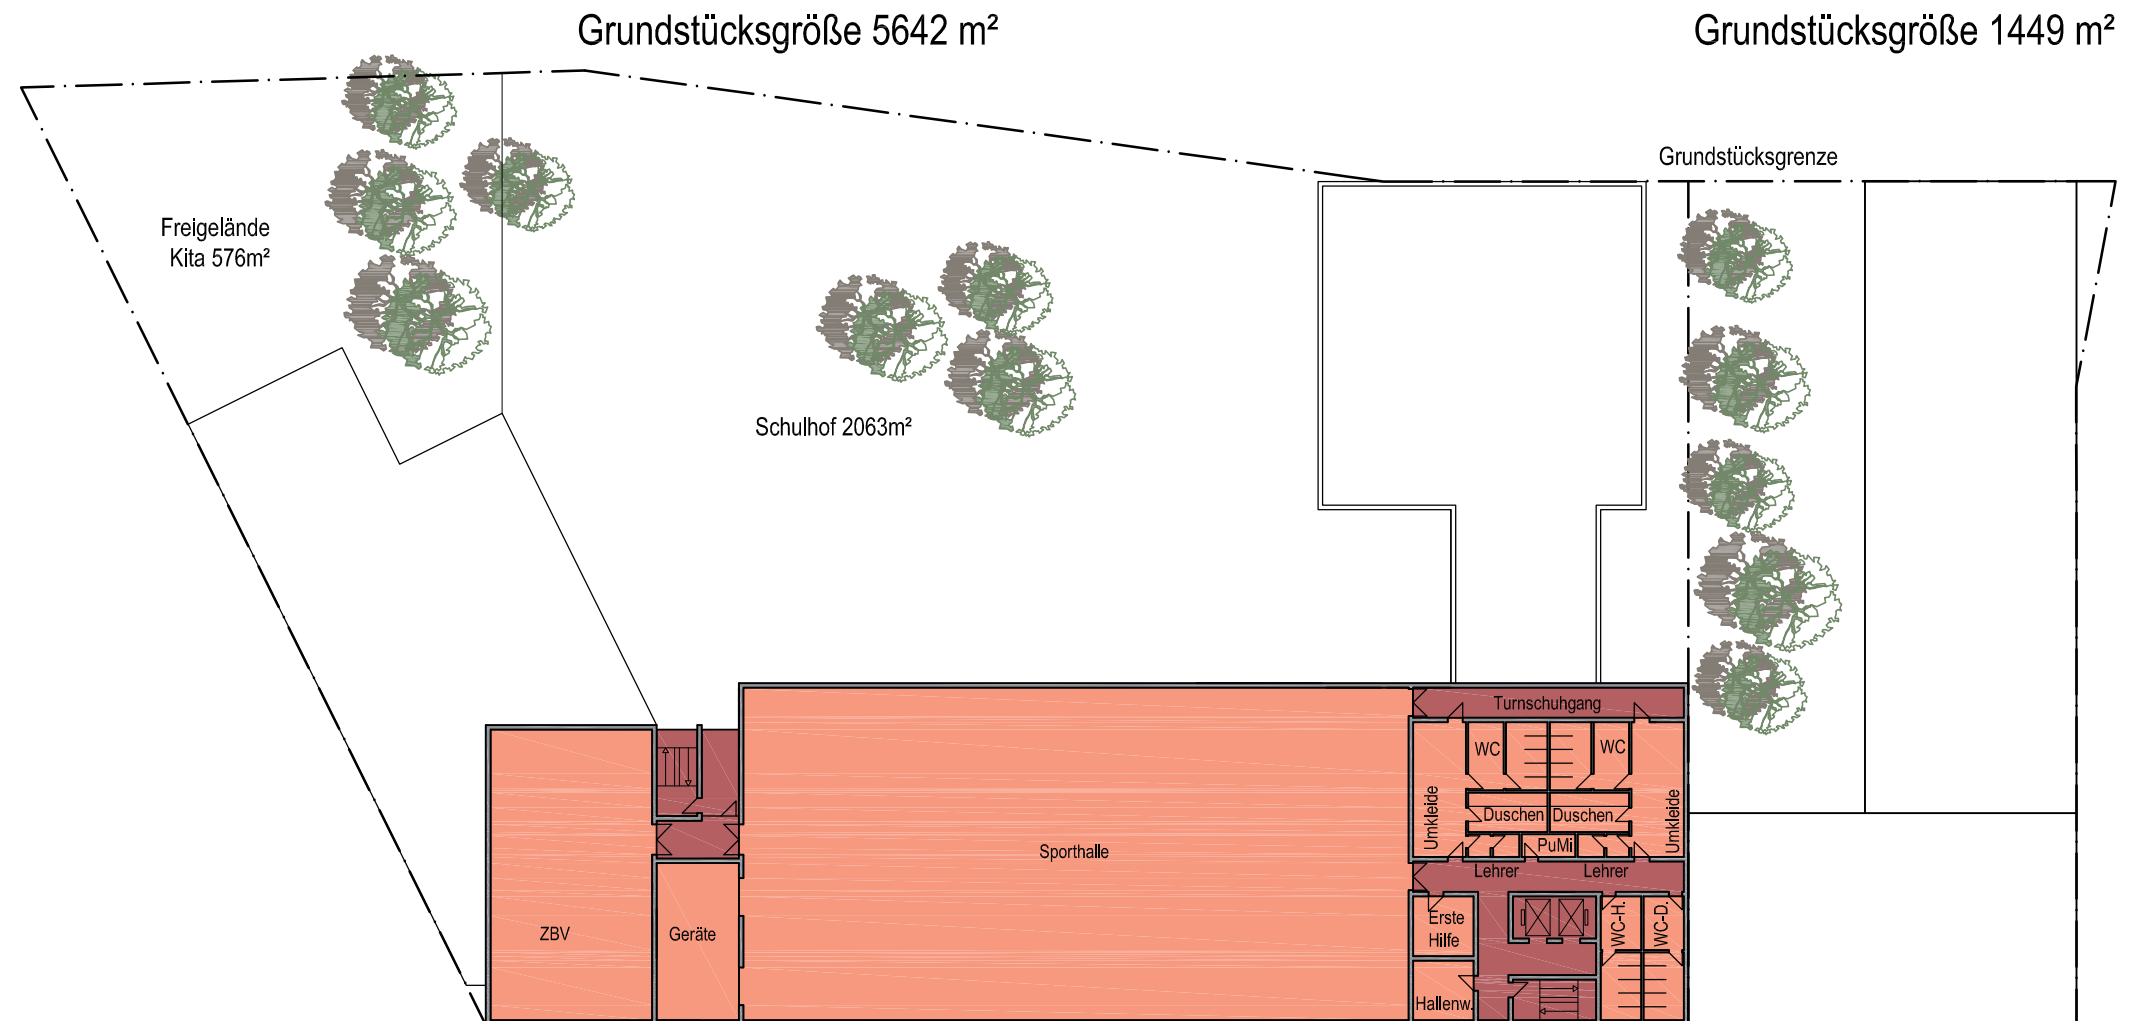 Grundstücksgröße 5642 m²
Grundstücksgröße 1449 m²
Grundstücksgrenze
Freigelände
Kita 576m²
Schulhof 2063m²
Turnschuhgang
WC
WC
Umkleide
Duschen
Duschen
Umkleide
PuMi
Sporthalle
Lehrer
Lehrer
Erste
Hilfe
WC-H.
WC-D.
ZBV
Geräte
Hallenw.